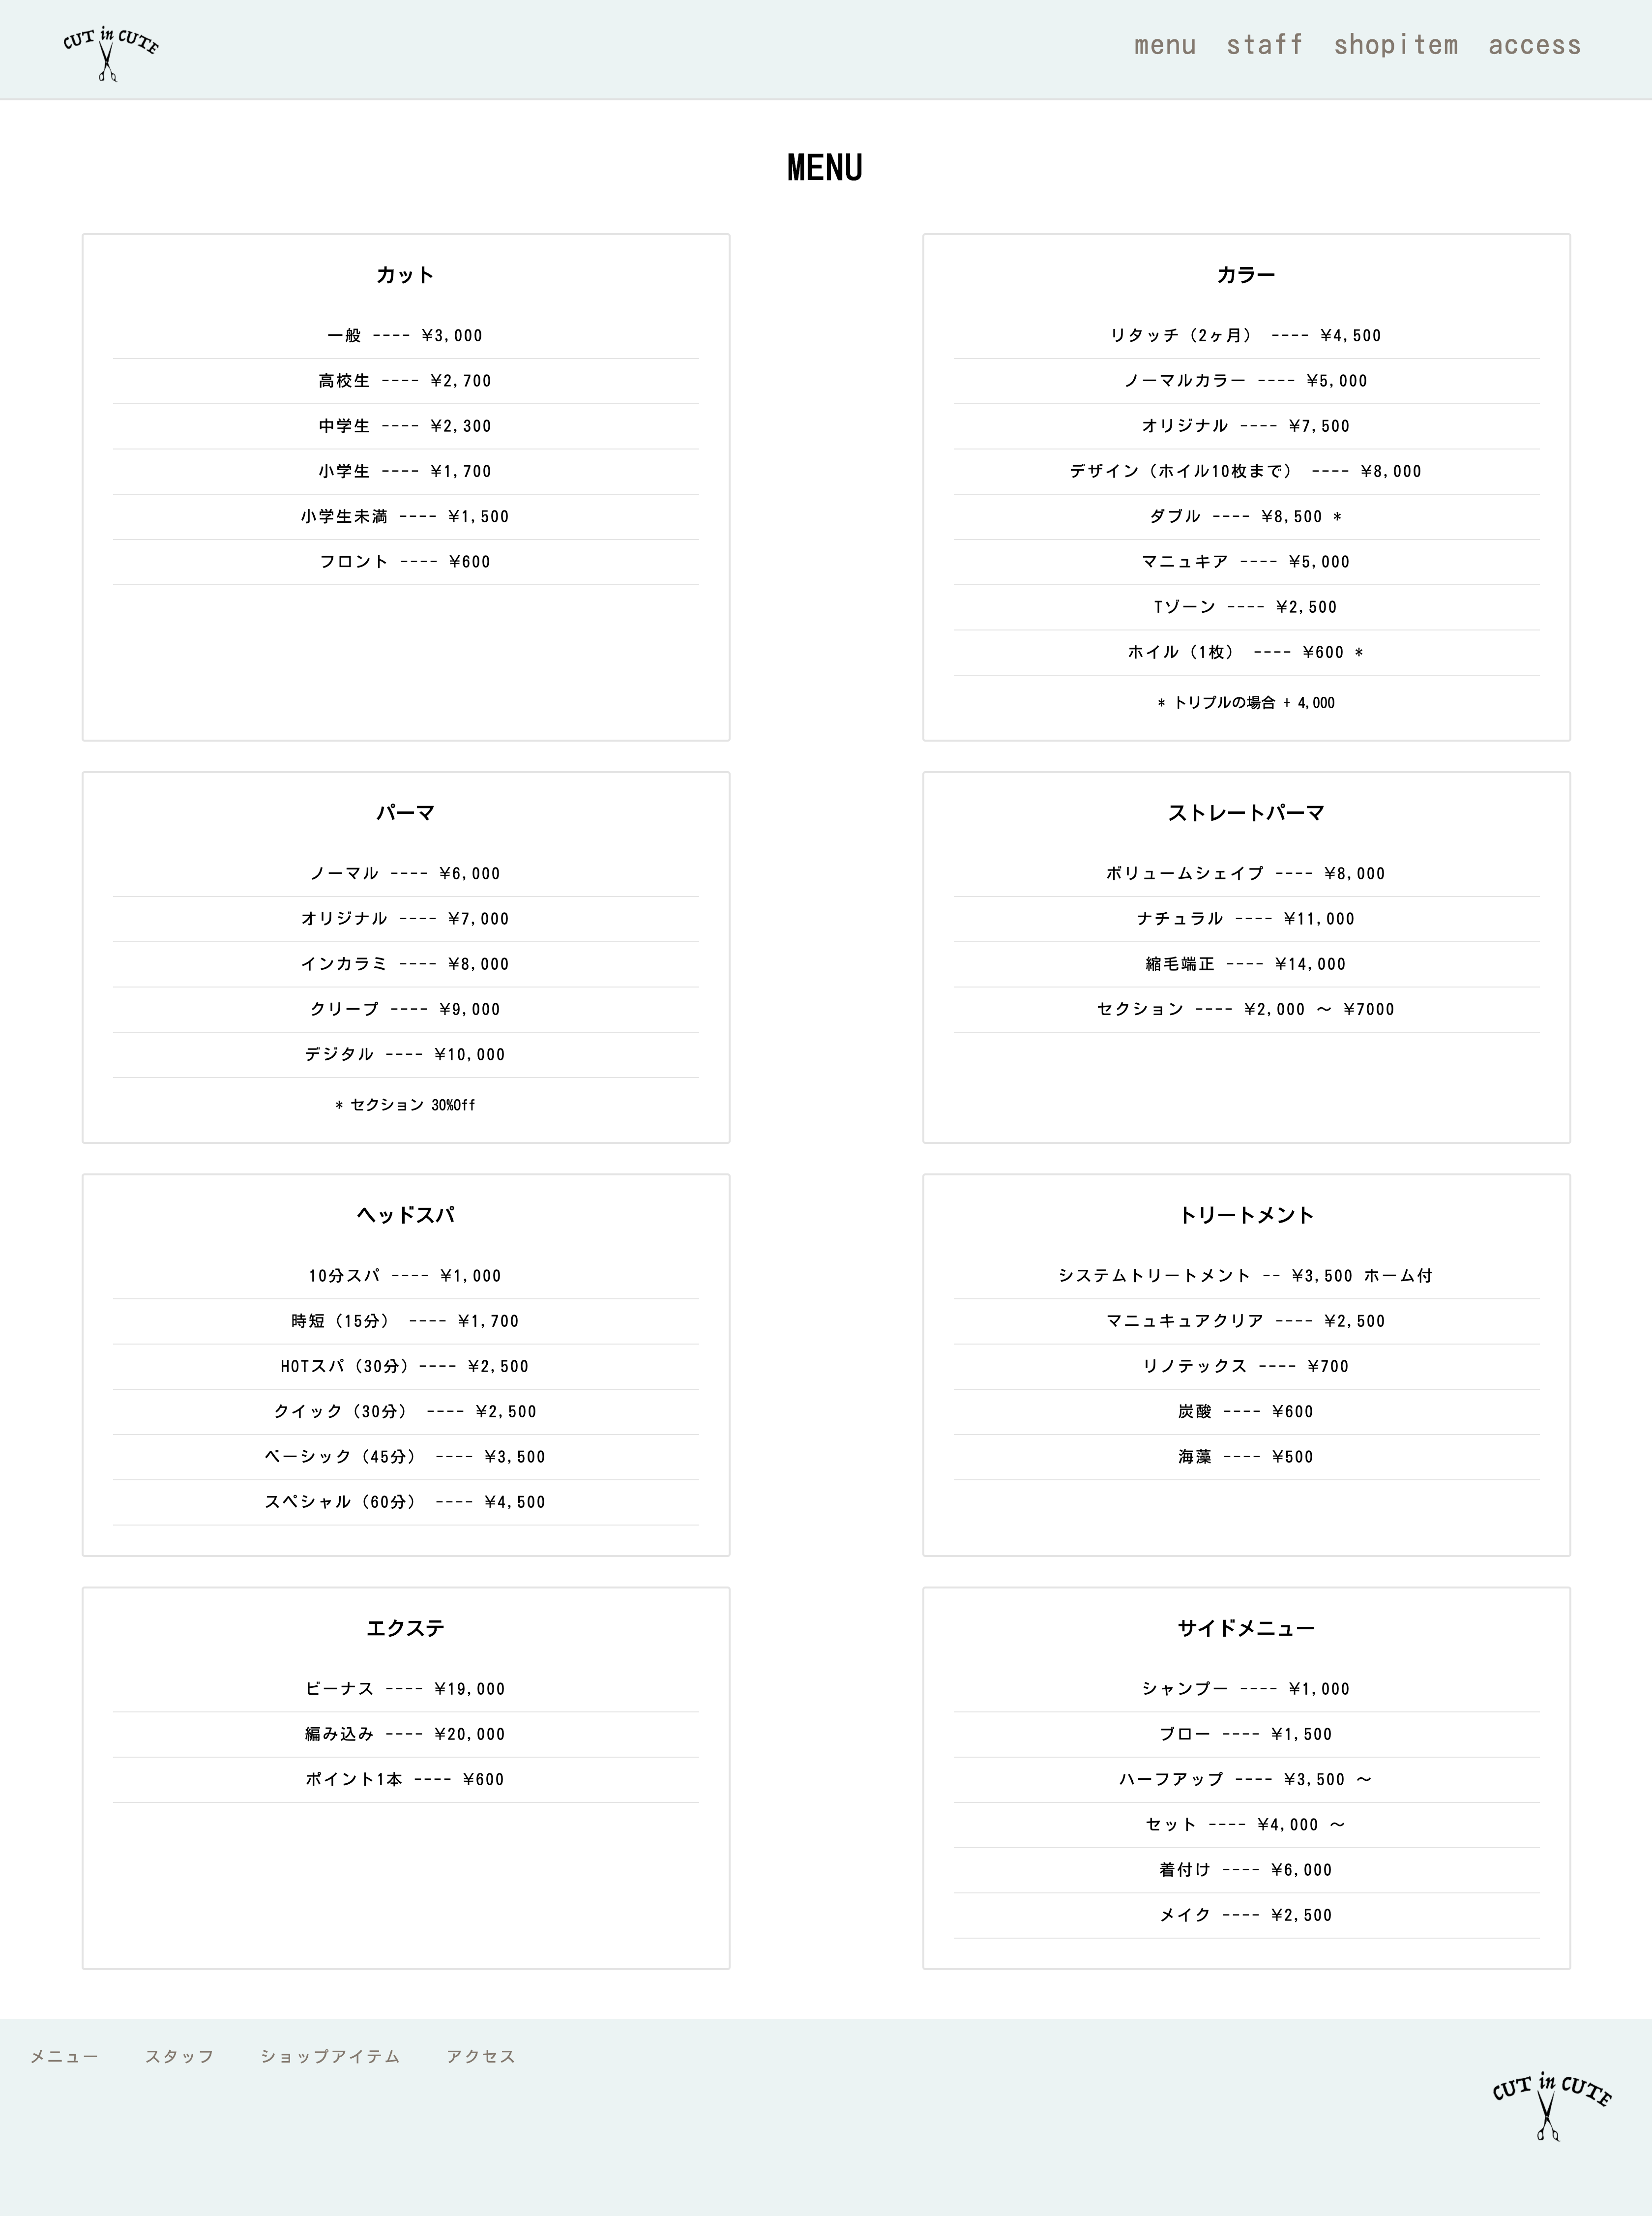 CUT in CUTE
menu staff shopitem access
MENU
カット
一般 ---- ¥3,000
高校生 ---- ¥2,700
中学生 ---- ¥2,300
小学生 ---- ¥1,700
小学生未満 ---- ¥1,500
フロント ---- ¥600
カラー
リタッチ（2ヶ月） ---- ¥4,500
ノーマルカラー ---- ¥5,000
オリジナル ---- ¥7,500
デザイン（ホイル10枚まで） ---- ¥8,000
ダブル ---- ¥8,500 *
マニュキア ---- ¥5,000
Tゾーン ---- ¥2,500
ホイル（1枚） ---- ¥600 *
* トリプルの場合 + 4,000
パーマ
ノーマル ---- ¥6,000
オリジナル ---- ¥7,000
インカラミ ---- ¥8,000
クリープ ---- ¥9,000
デジタル ---- ¥10,000
* セクション 30%Off
ストレートパーマ
ボリュームシェイプ ---- ¥8,000
ナチュラル ---- ¥11,000
縮毛端正 ---- ¥14,000
セクション ---- ¥2,000 〜 ¥7000
ヘッドスパ
10分スパ ---- ¥1,000
時短（15分） ---- ¥1,700
HOTスパ（30分）---- ¥2,500
クイック（30分） ---- ¥2,500
ベーシック（45分） ---- ¥3,500
スペシャル（60分） ---- ¥4,500
トリートメント
システムトリートメント -- ¥3,500 ホーム付
マニュキュアクリア ---- ¥2,500
リノテックス ---- ¥700
炭酸 ---- ¥600
海藻 ---- ¥500
エクステ
ビーナス ---- ¥19,000
編み込み ---- ¥20,000
ポイント1本 ---- ¥600
サイドメニュー
シャンプー ---- ¥1,000
ブロー ---- ¥1,500
ハーフアップ ---- ¥3,500 〜
セット ---- ¥4,000 〜
着付け ---- ¥6,000
メイク ---- ¥2,500
メニュー スタッフ ショップアイテム アクセス
CUT in CUTE